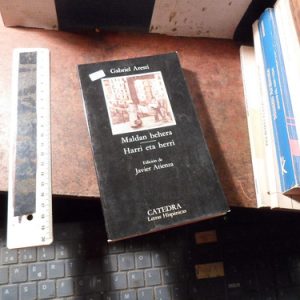 Gabriel Aresti
Maldan behera
Harri eta herri
Edición de
Javier Atienza
CATEDRA
Letras Hispánicas